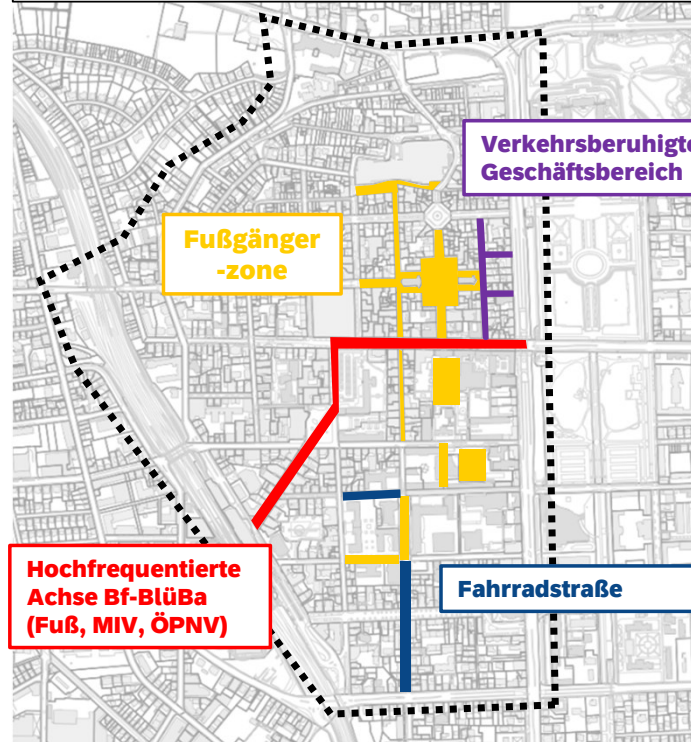 Verkehrsberuhigte
Geschäftsbereich
Fußgänger
-zone
Hochfrequentierte
Achse Bf-BlüBa
(Fuß, MIV, ÖPNV)
Fahrradstraße